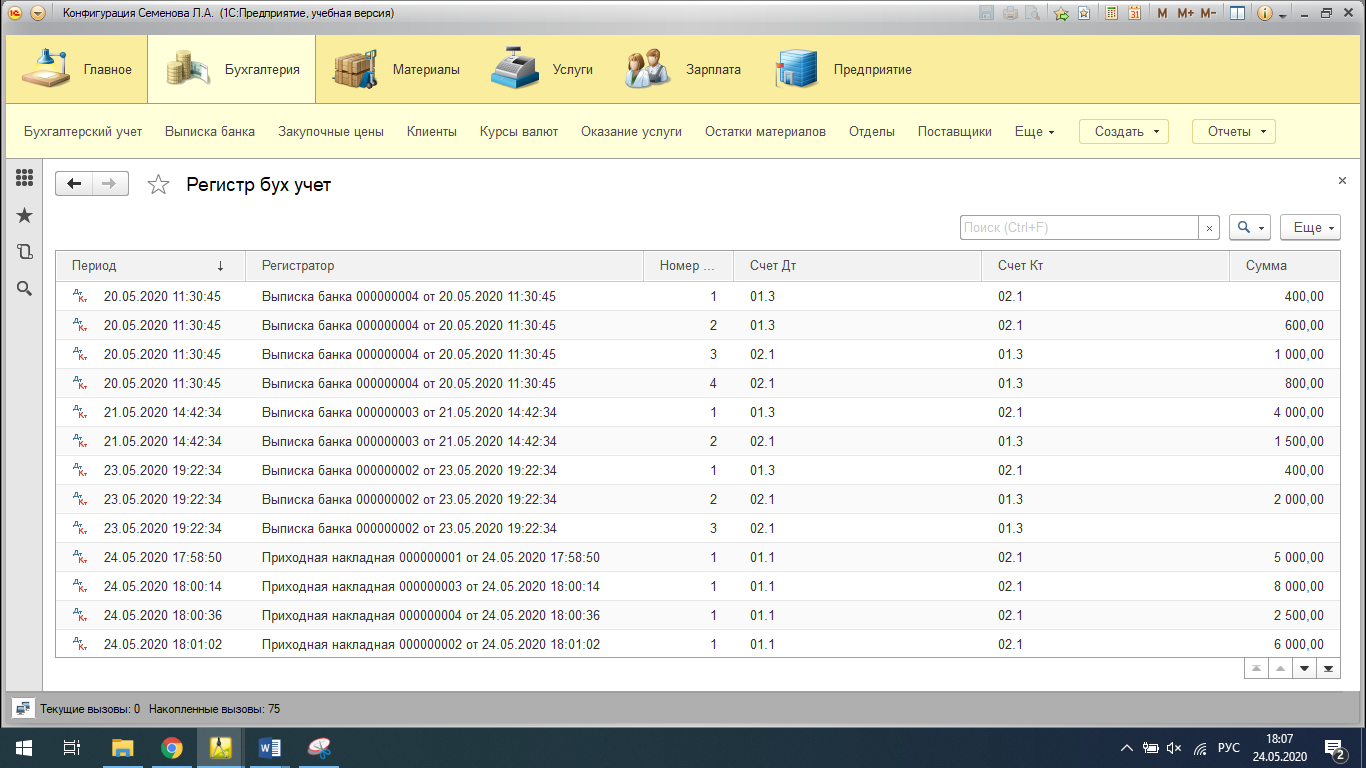 Конфигурация Семенова Л.А. (1С:Предприятие, учебная версия) M M+ M-
Главное Бухгалтерия Материалы Услуги Зарплата Предприятие
Бухгалтерский учет Выписка банка Закупочные цены Клиенты Курсы валют Оказание услуги Остатки материалов Отделы Поставщики Еще Создать Отчеты
Регистр бух учет
Поиск (Ctrl+F) Еще
Период Регистратор Номер ... Счет Дт Счет Кт Сумма
20.05.2020 11:30:45 Выписка банка 000000004 от 20.05.2020 11:30:45 1 01.3 02.1 400,00
20.05.2020 11:30:45 Выписка банка 000000004 от 20.05.2020 11:30:45 2 01.3 02.1 600,00
20.05.2020 11:30:45 Выписка банка 000000004 от 20.05.2020 11:30:45 3 02.1 01.3 1 000,00
20.05.2020 11:30:45 Выписка банка 000000004 от 20.05.2020 11:30:45 4 02.1 01.3 800,00
21.05.2020 14:42:34 Выписка банка 000000003 от 21.05.2020 14:42:34 1 01.3 02.1 4 000,00
21.05.2020 14:42:34 Выписка банка 000000003 от 21.05.2020 14:42:34 2 02.1 01.3 1 500,00
23.05.2020 19:22:34 Выписка банка 000000002 от 23.05.2020 19:22:34 1 01.3 02.1 400,00
23.05.2020 19:22:34 Выписка банка 000000002 от 23.05.2020 19:22:34 2 02.1 01.3 2 000,00
23.05.2020 19:22:34 Выписка банка 000000002 от 23.05.2020 19:22:34 3 02.1 01.3
24.05.2020 17:58:50 Приходная накладная 000000001 от 24.05.2020 17:58:50 1 01.1 02.1 5 000,00
24.05.2020 18:00:14 Приходная накладная 000000003 от 24.05.2020 18:00:14 1 01.1 02.1 8 000,00
24.05.2020 18:00:36 Приходная накладная 000000004 от 24.05.2020 18:00:36 1 01.1 02.1 2 500,00
24.05.2020 18:01:02 Приходная накладная 000000002 от 24.05.2020 18:01:02 1 01.1 02.1 6 000,00
Текущие вызовы: 0 Накопленные вызовы: 75
РУС 18:07
24.05.2020 2